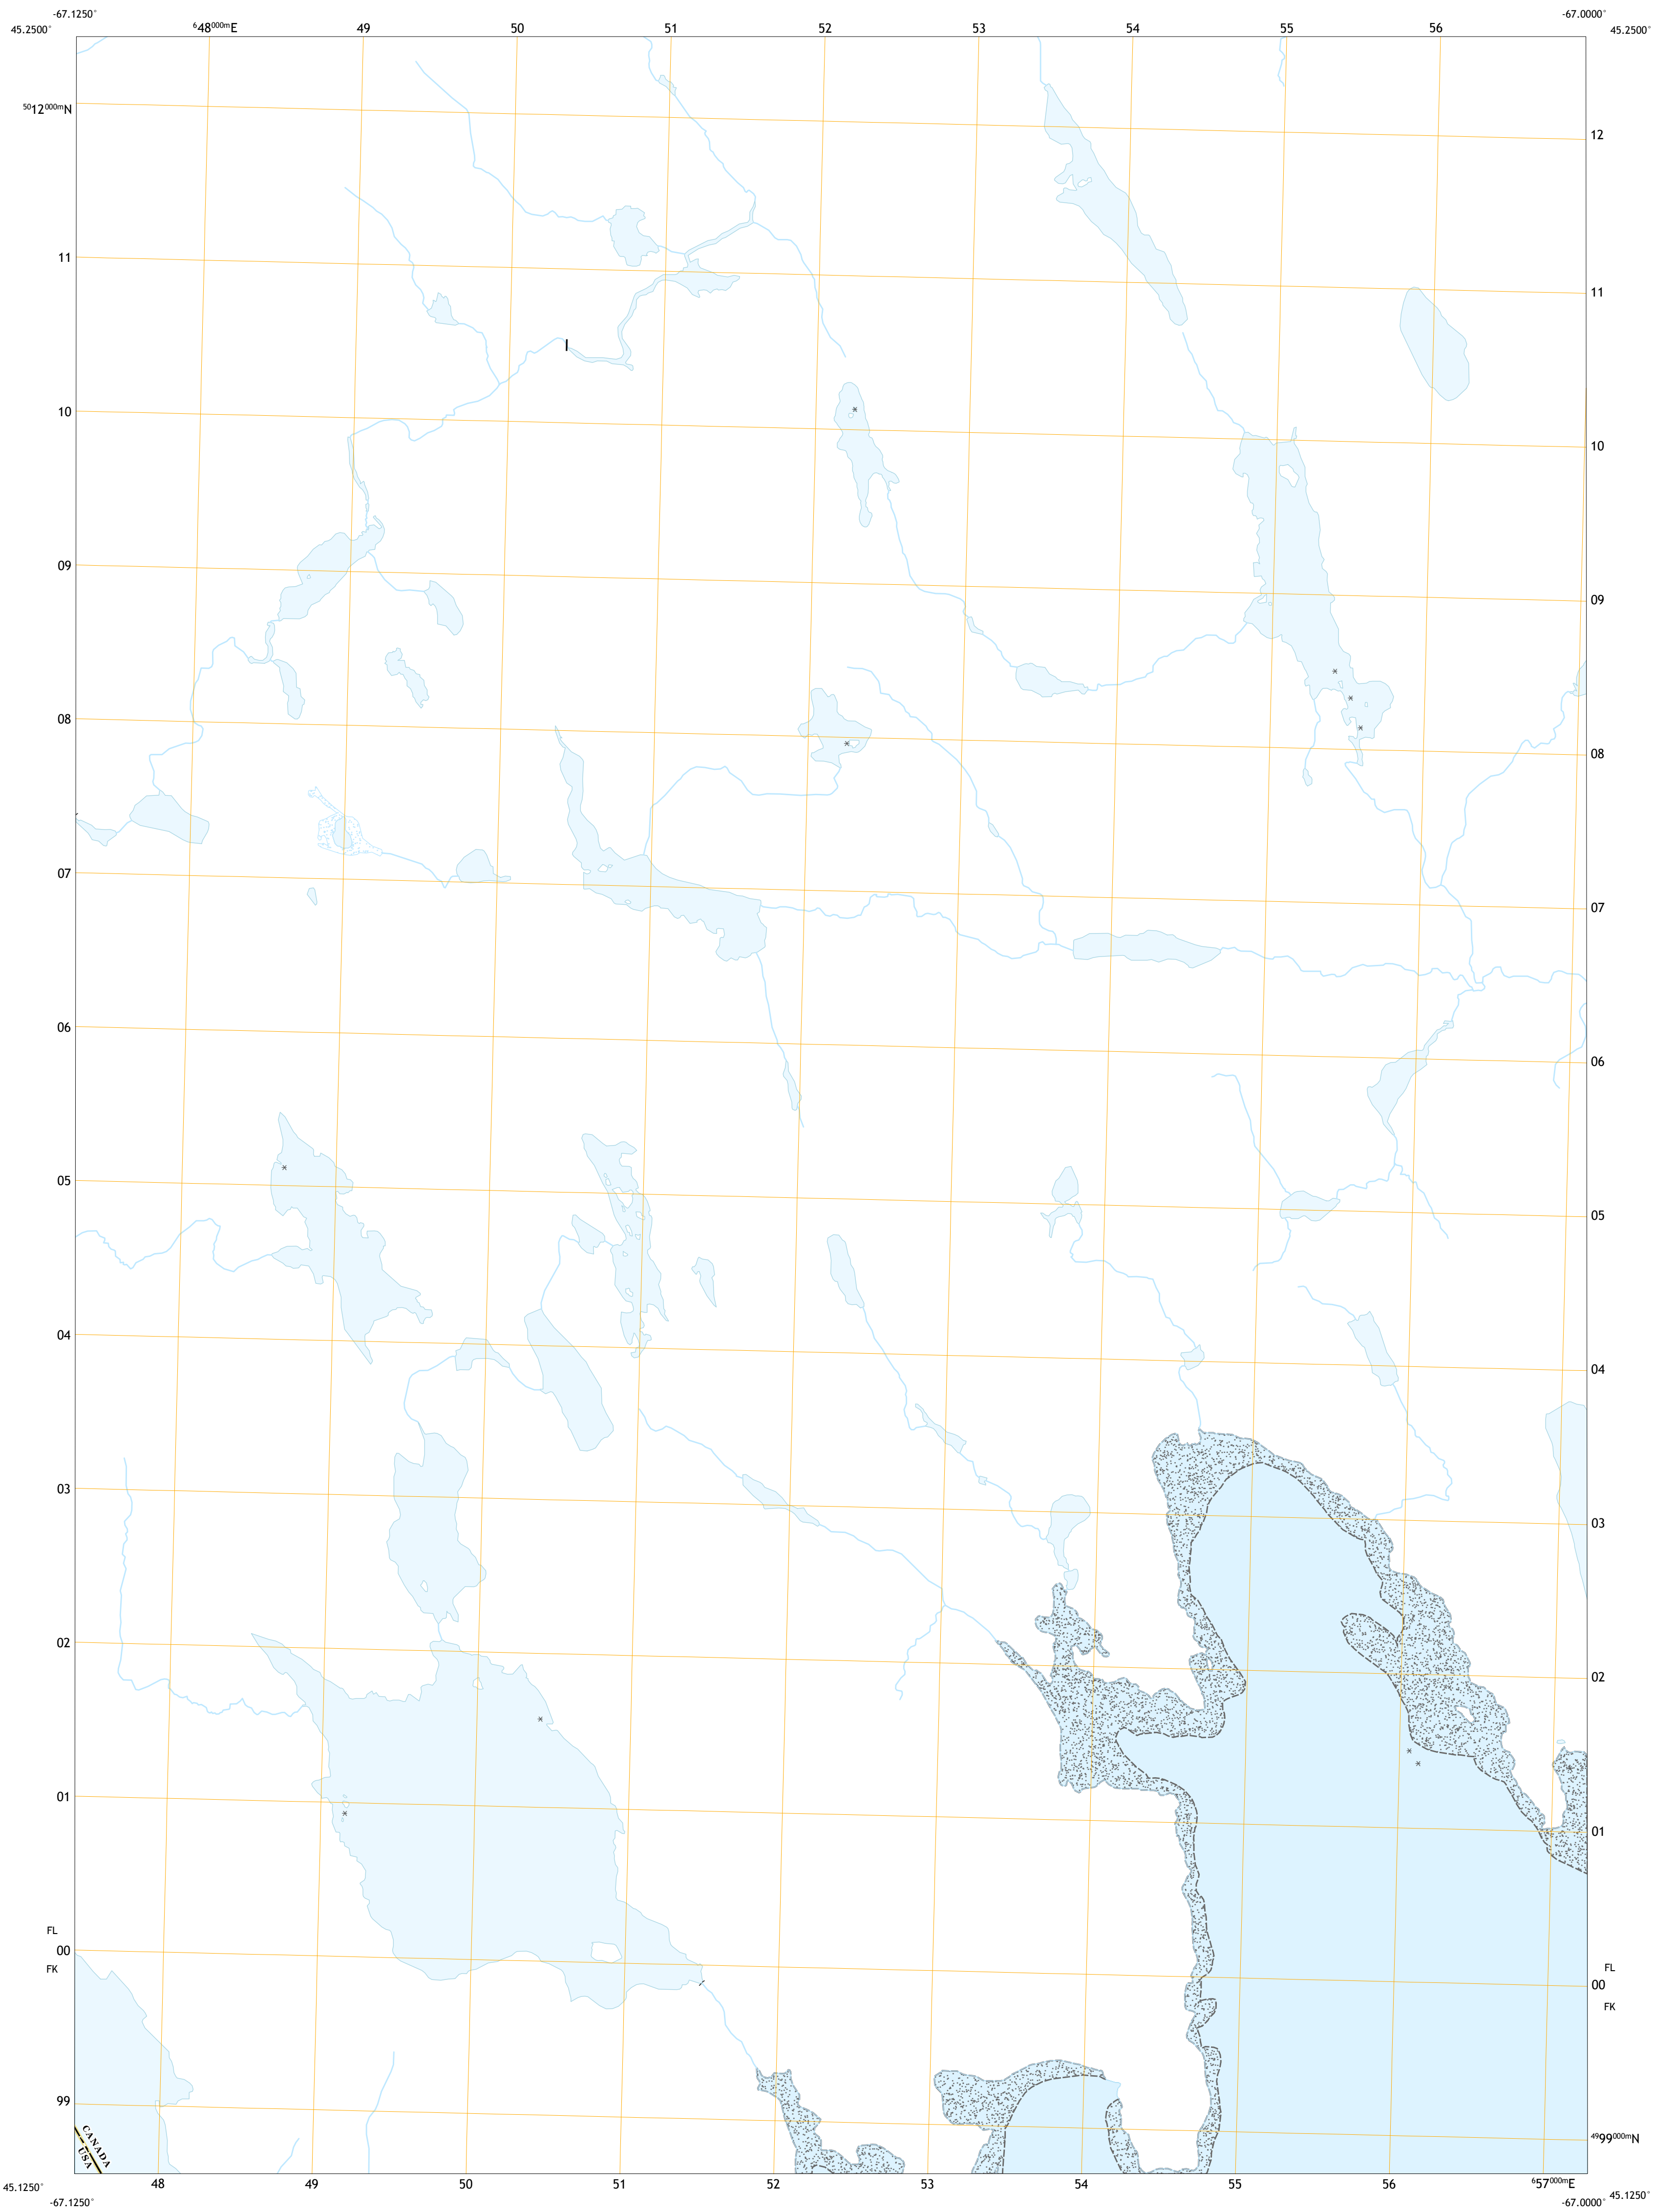 -67.1250° -67.0000°
45.2500° ⁶48⁰⁰⁰ᵐE 49 50 51 52 53 54 55 56 45.2500°
⁵⁰12⁰⁰⁰ᵐN 12
11 11
10 10
09 09
08 08
07 07
06 06
05 05
04 04
03 03
02 02
01 01
FL
00 FL
FK 00
FK
99 ⁴⁹99⁰⁰⁰ᵐN
CANADA
USA
45.1250° 48 49 50 51 52 53 54 55 56 ⁶57⁰⁰⁰ᵐE 45.1250°
-67.1250° -67.0000°